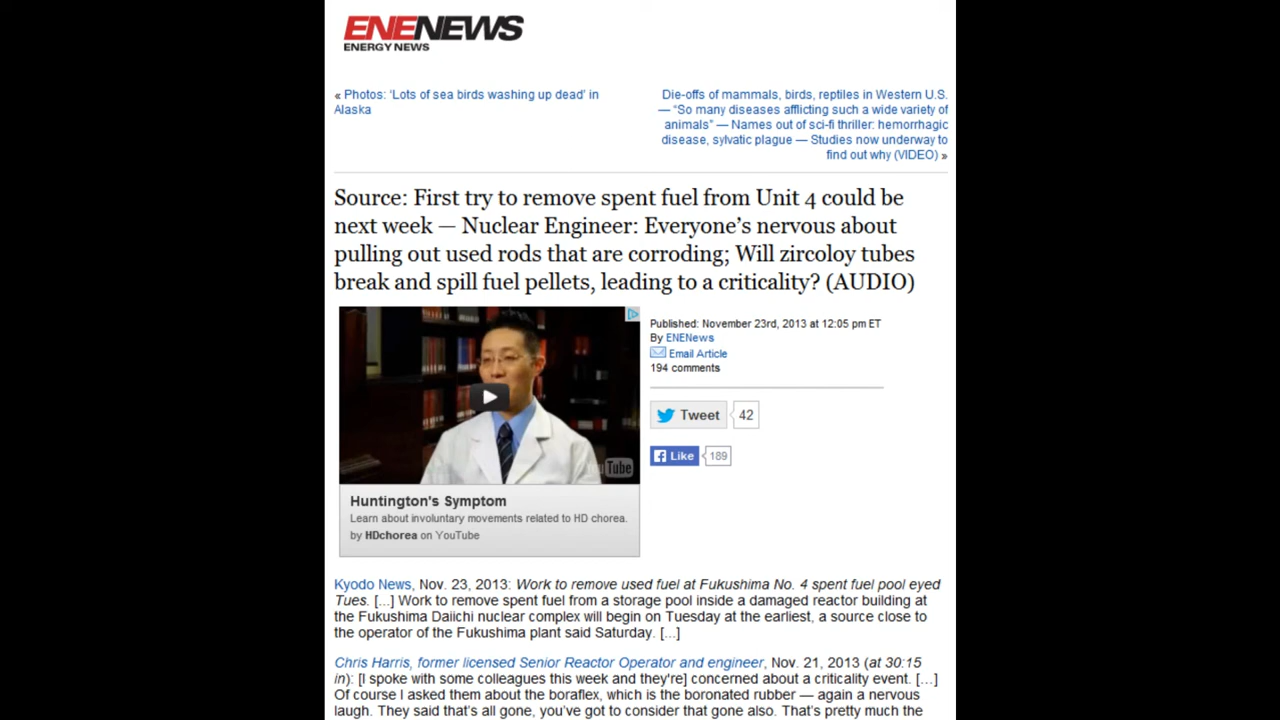 ENENEWS
ENERGY NEWS
« Photos: ‘Lots of sea birds washing up dead’ in
Alaska
Die-offs of mammals, birds, reptiles in Western U.S.
— “So many diseases afflicting such a wide variety of
animals” — Names out of sci-fi thriller: hemorrhagic
disease, sylvatic plague — Studies now underway to
find out why (VIDEO) »
Source: First try to remove spent fuel from Unit 4 could be
next week — Nuclear Engineer: Everyone’s nervous about
pulling out used rods that are corroding; Will zircoloy tubes
break and spill fuel pellets, leading to a criticality? (AUDIO)
Published: November 23rd, 2013 at 12:05 pm ET
By ENENews
Email Article
194 comments
Tweet 42
Like 189
YouTube
Huntington's Symptom
Learn about involuntary movements related to HD chorea.
by HDchorea on YouTube
Kyodo News, Nov. 23, 2013: Work to remove used fuel at Fukushima No. 4 spent fuel pool eyed
Tues. [...] Work to remove spent fuel from a storage pool inside a damaged reactor building at
the Fukushima Daiichi nuclear complex will begin on Tuesday at the earliest, a source close to
the operator of the Fukushima plant said Saturday. [...]
Chris Harris, former licensed Senior Reactor Operator and engineer, Nov. 21, 2013 (at 30:15
in): [I spoke with some colleagues this week and they're] concerned about a criticality event. [...]
Of course I asked them about the boraflex, which is the boronated rubber — again a nervous
laugh. They said that’s all gone, you’ve got to consider that gone also. That’s pretty much the